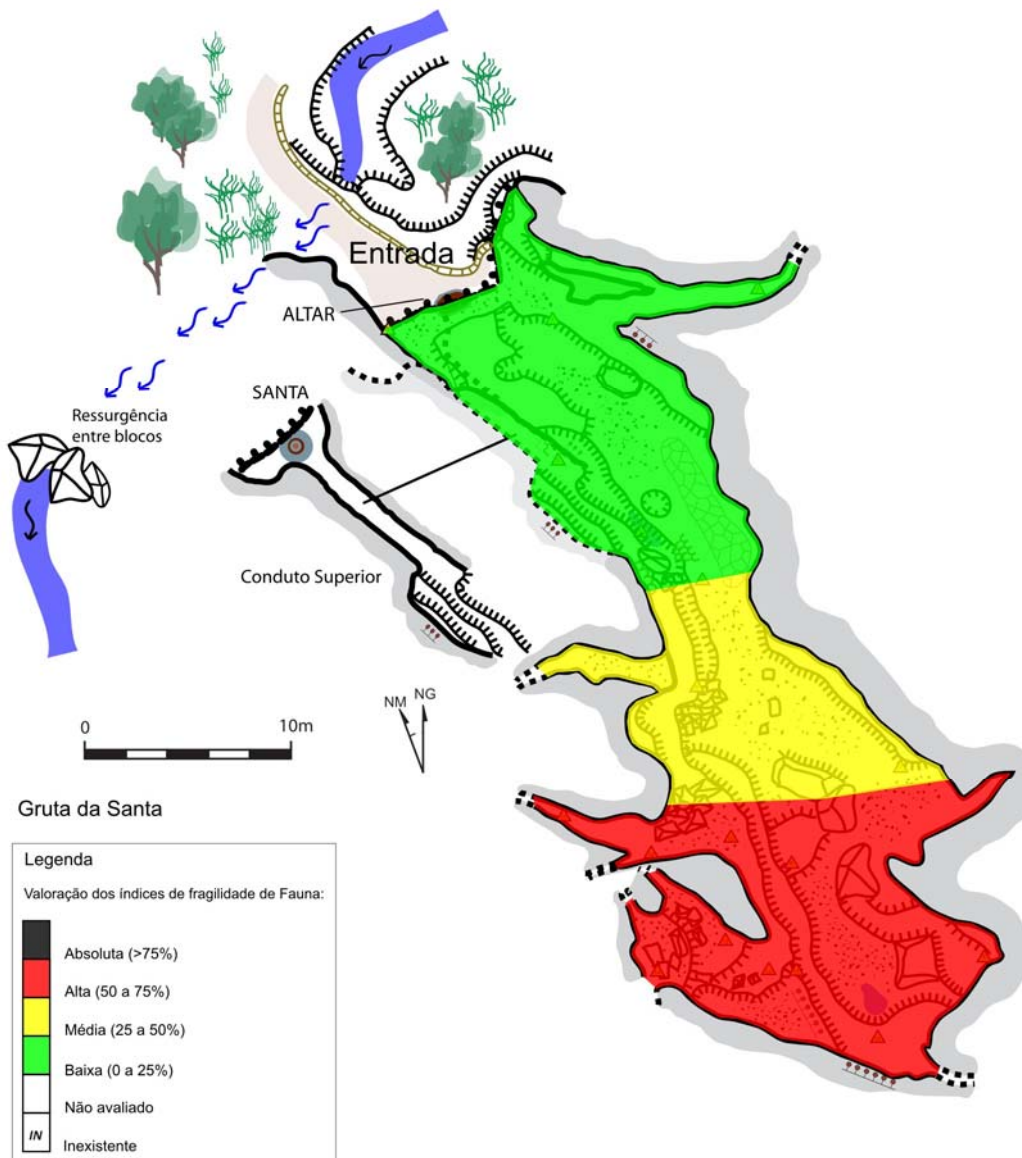 Entrada
ALTAR
SANTA
Ressurgência
entre blocos
Conduto Superior
NM NG
0 10m
Gruta da Santa
Legenda
Valoração dos índices de fragilidade de Fauna:
Absoluta (>75%)
Alta (50 a 75%)
Média (25 a 50%)
Baixa (0 a 25%)
Não avaliado
IN Inexistente